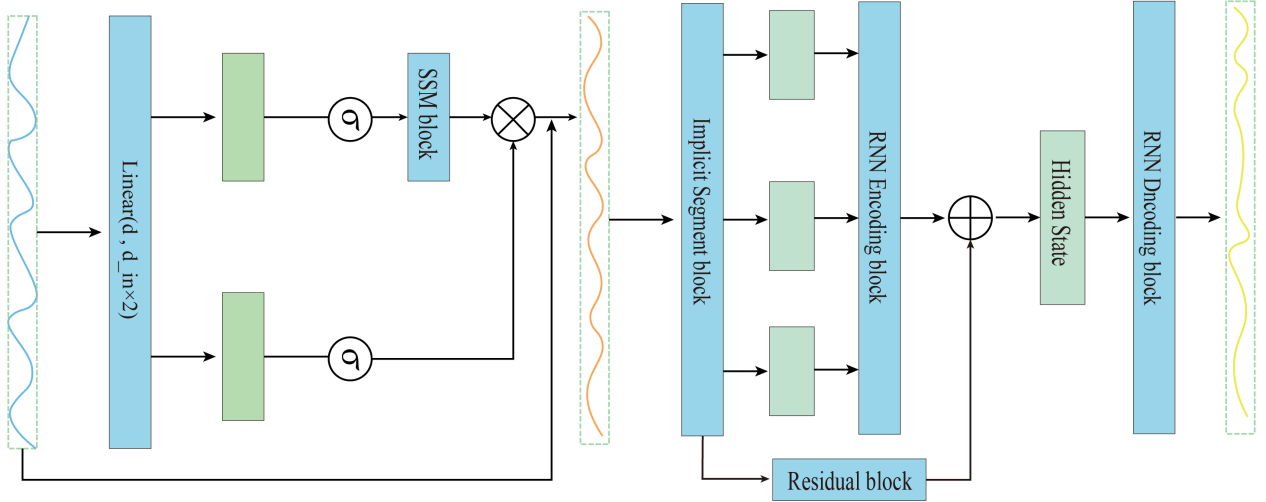 Linear(d , d_in×2)
σ
SSM block
σ
Implicit Segment block
RNN Encoding block
Residual block
Hidden State
RNN Dncoding block